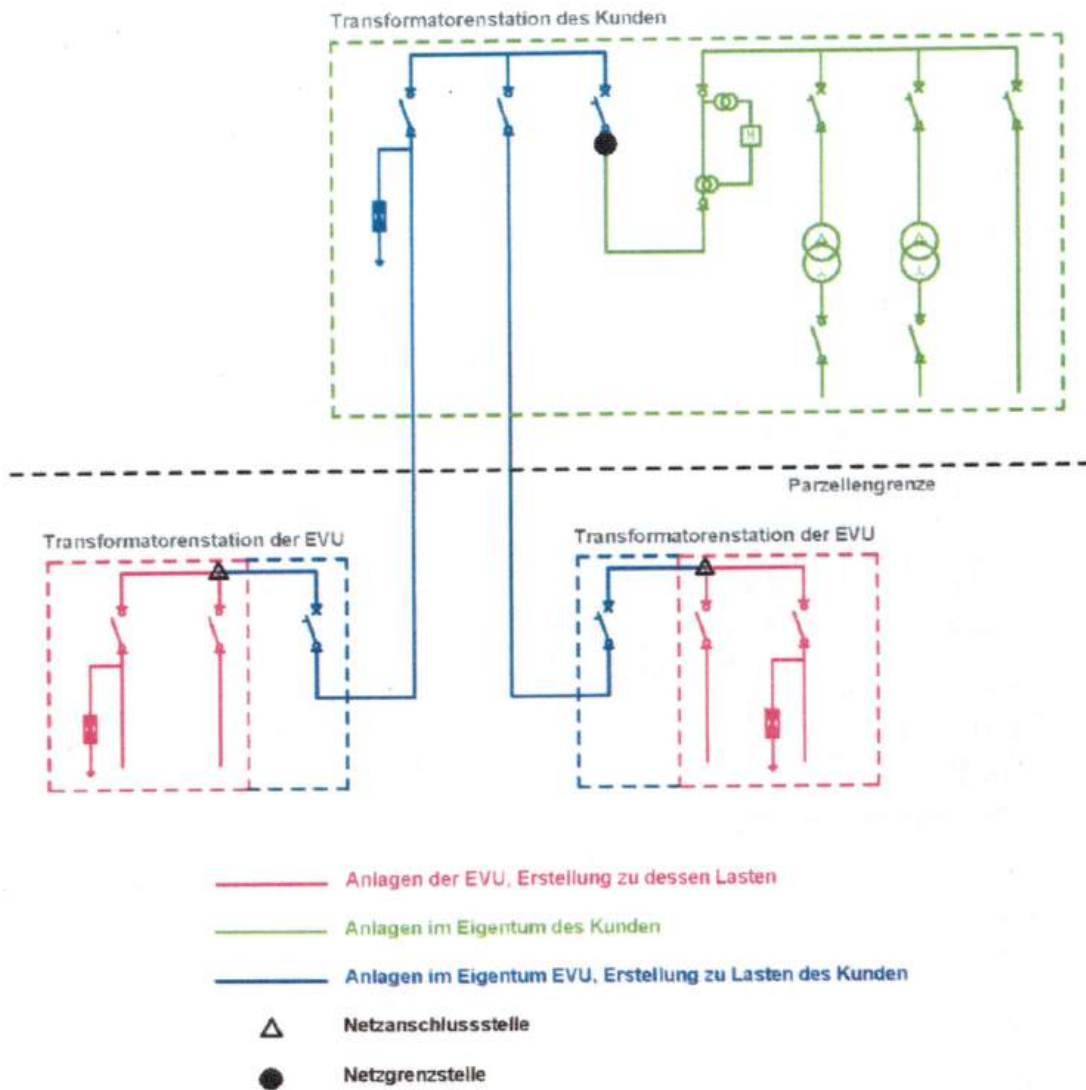 Transformatorenstation des Kunden
M
Parzellengrenze
Transformatorenstation der EVU
Transformatorenstation der EVU
Anlagen der EVU, Erstellung zu dessen Lasten
Anlagen im Eigentum des Kunden
Anlagen im Eigentum EVU, Erstellung zu Lasten des Kunden
Netzanschlussstelle
Netzgrenzstelle